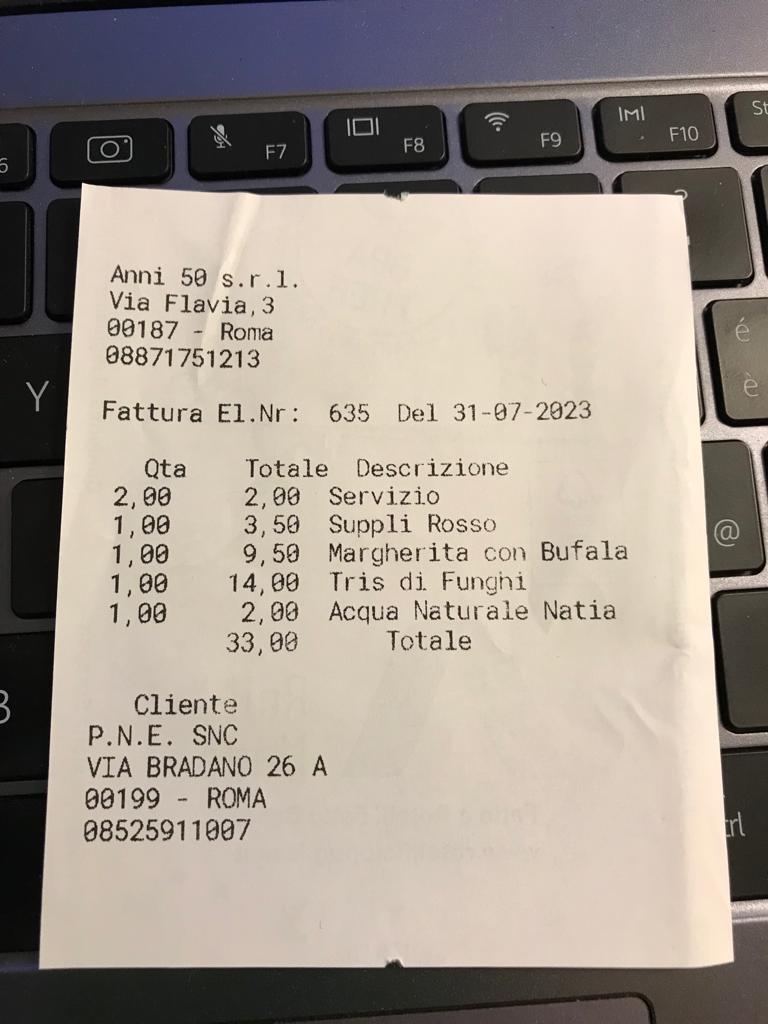 6
F7
F8
F9
F10
St
Anni 50 s.r.l.
Via Flavia,3
00187 - Roma
08871751213
é
è
Y
Fattura El.Nr: 635 Del 31-07-2023
Qta Totale Descrizione
2,00 2,00 Servizio
1,00 3,50 Suppli Rosso
1,00 9,50 Margherita con Bufala
1,00 14,00 Tris di Funghi
1,00 2,00 Acqua Naturale Natia
33,00 Totale
@
Cliente
P.N.E. SNC
VIA BRADANO 26 A
00199 - ROMA
08525911007
trl